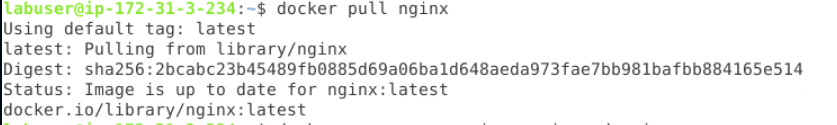 labuser@ip-172-31-3-234:~$ docker pull nginx
Using default tag: latest
latest: Pulling from library/nginx
Digest: sha256:2bcabc23b45489fb0885d69a06ba1d648aeda973fae7bb981bafbb884165e514
Status: Image is up to date for nginx:latest
docker.io/library/nginx:latest